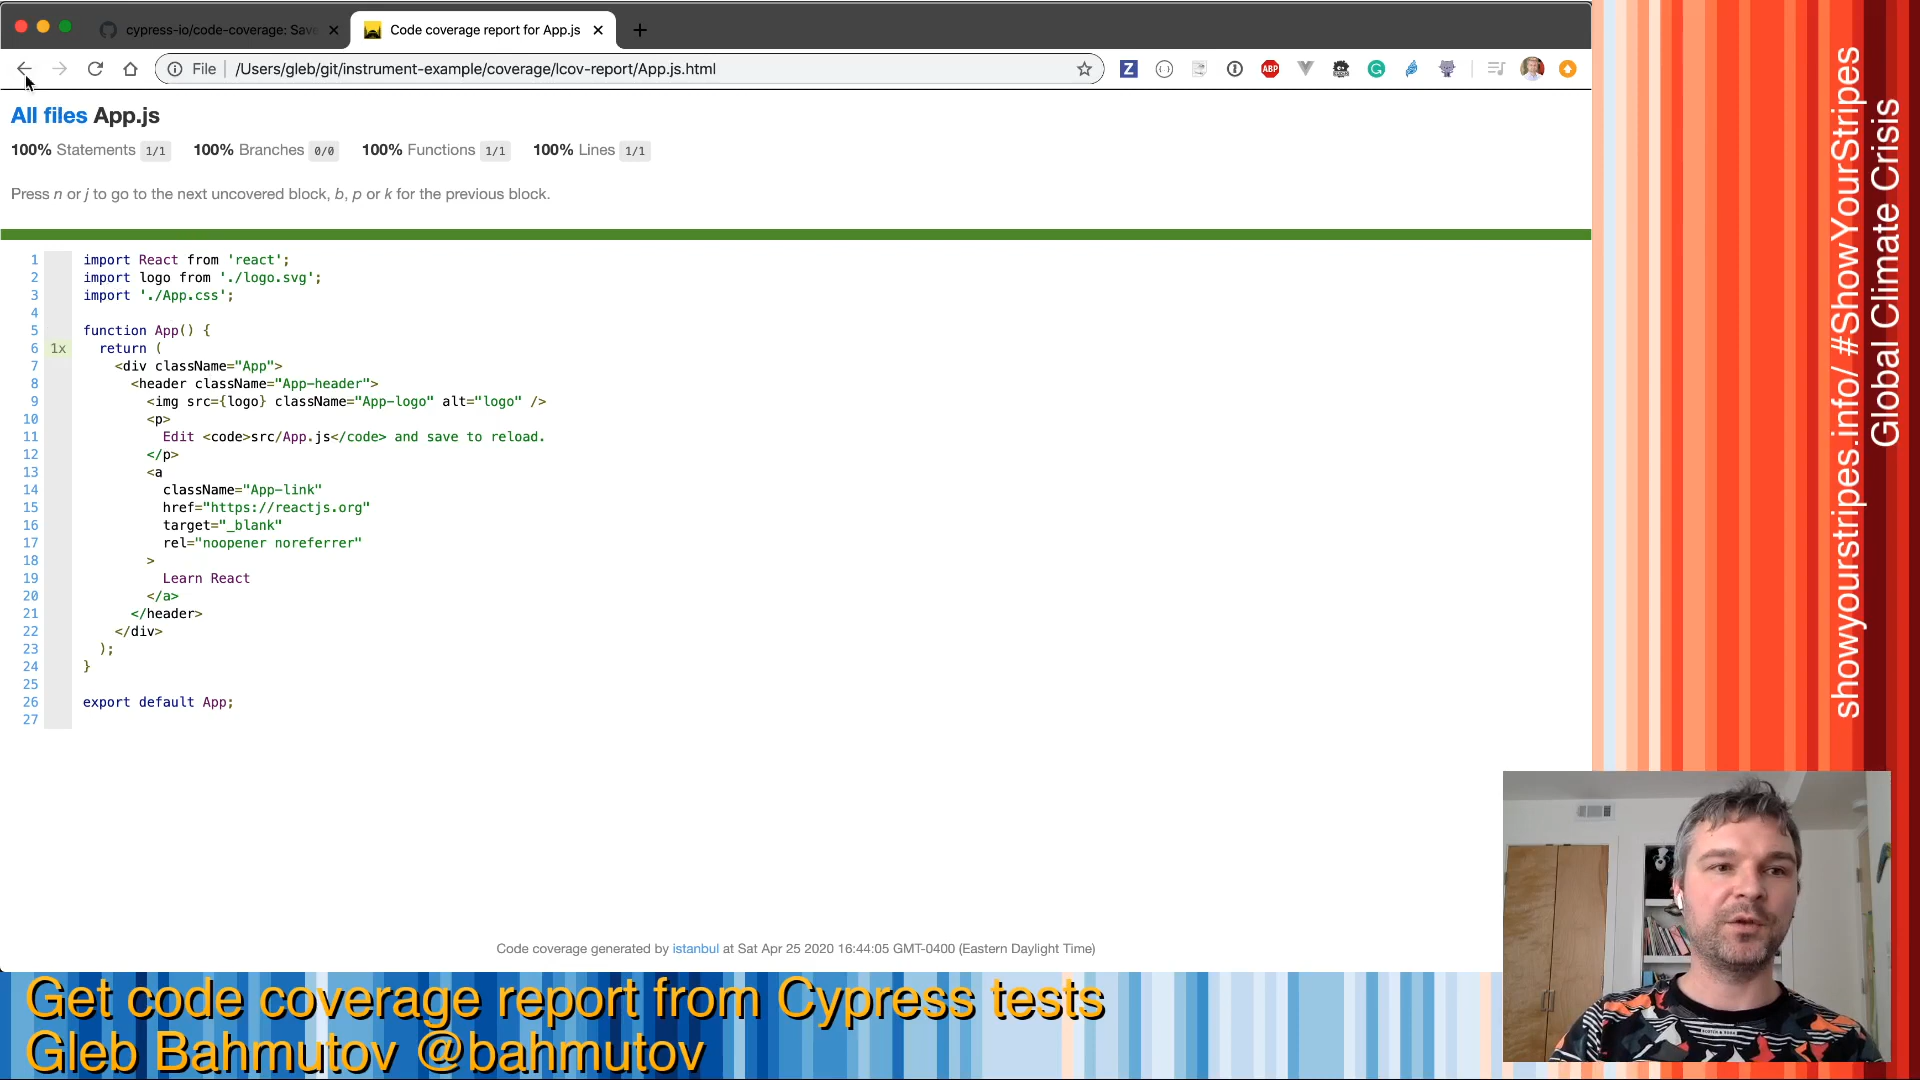 cypress-io/code-coverage: Save
Code coverage report for App.js
File /Users/gleb/git/instrument-example/coverage/lcov-report/App.js.html
Z
ABP
All files App.js
100% Statements 1/1 100% Branches 0/0 100% Functions 1/1 100% Lines 1/1
Press n or j to go to the next uncovered block, b, p or k for the previous block.
1 import React from 'react';
2 import logo from './logo.svg';
3 import './App.css';
4
5 function App() {
6 1x return (
7 <div className="App">
8 <header className="App-header">
9 <img src={logo} className="App-logo" alt="logo" />
10 <p>
11 Edit <code>src/App.js</code> and save to reload.
12 </p>
13 <a
14 className="App-link"
15 href="https://reactjs.org"
16 target="_blank"
17 rel="noopener noreferrer"
18 >
19 Learn React
20 </a>
21 </header>
22 </div>
23 );
24 }
25
26 export default App;
27
Code coverage generated by istanbul at Sat Apr 25 2020 16:44:05 GMT-0400 (Eastern Daylight Time)
showyourstripes.info/ #ShowYourStripes
Global Climate Crisis
Get code coverage report from Cypress tests
Gleb Bahmutov @bahmutov